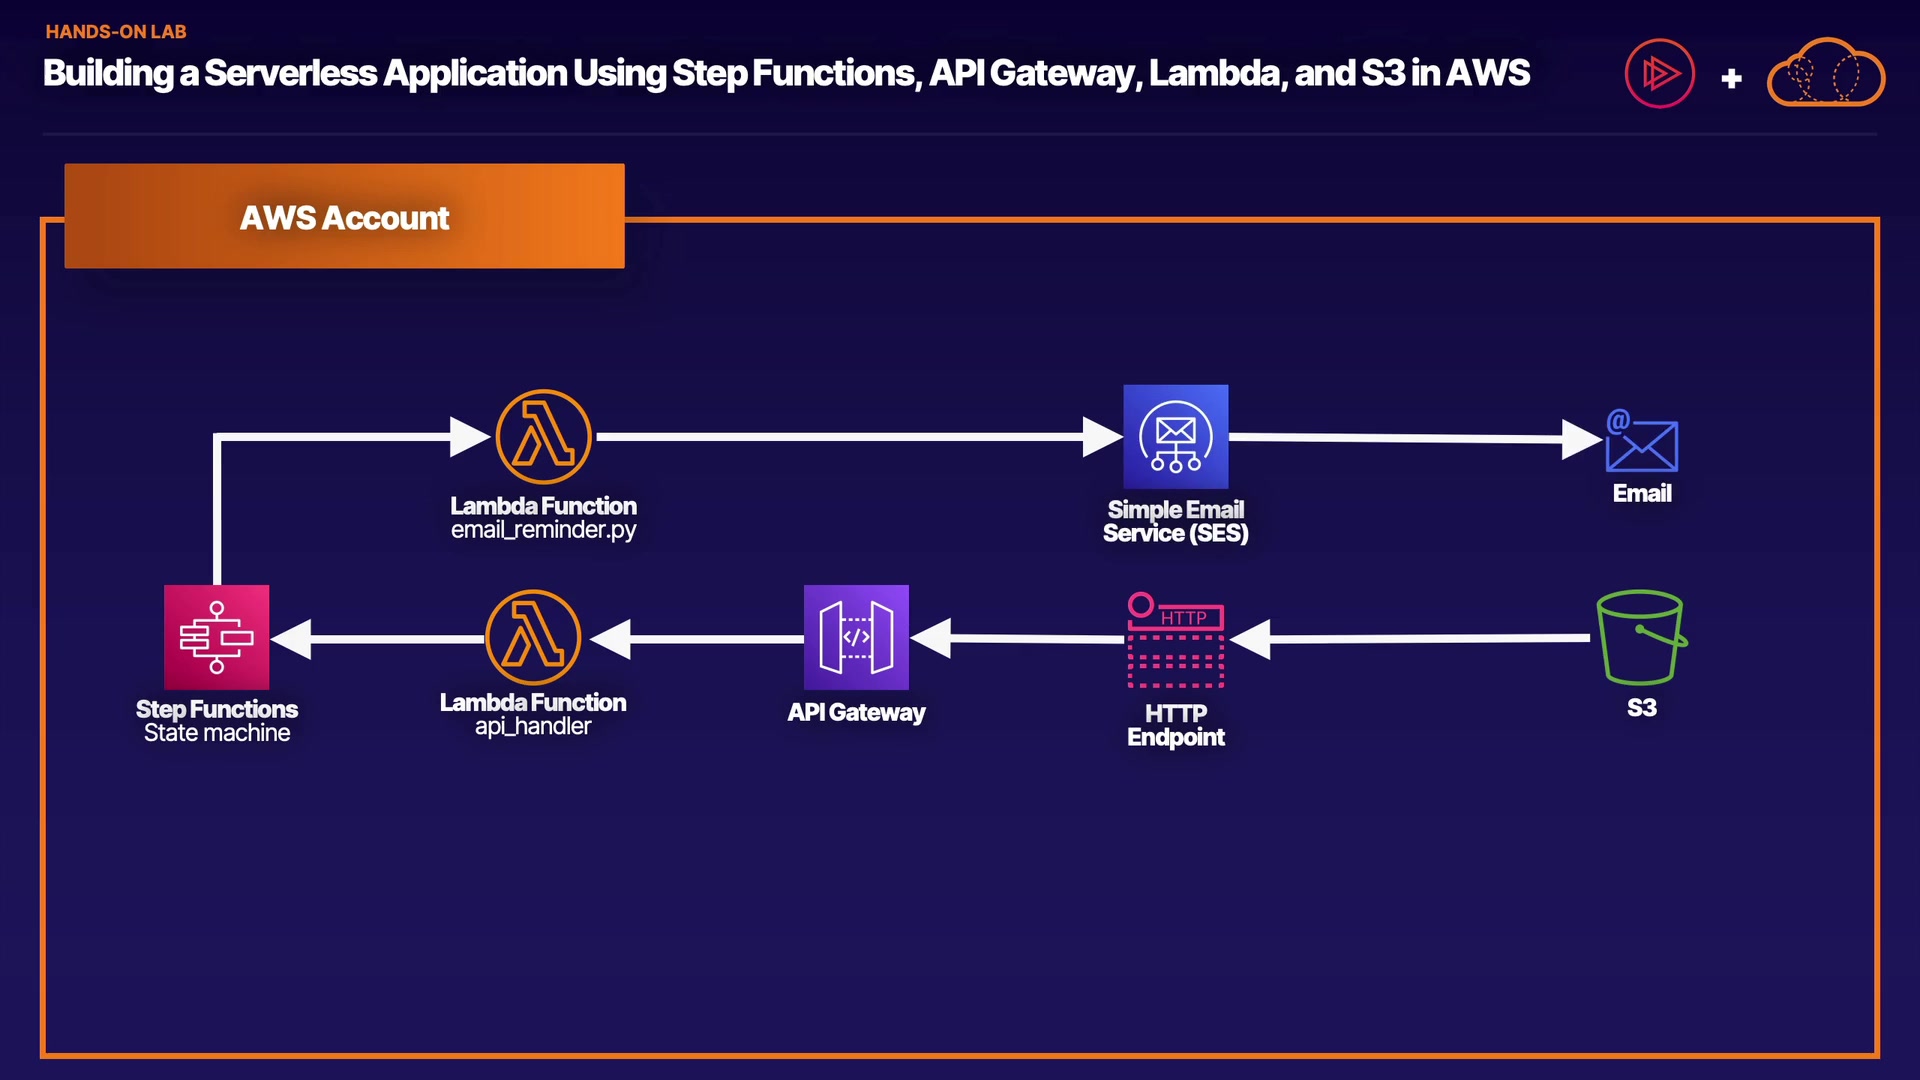 HANDS-ON LAB
Building a Serverless Application Using Step Functions, API Gateway, Lambda, and S3 in AWS
+
AWS Account
@
Lambda Function
email_reminder.py
Simple Email
Service (SES)
Email
HTTP
</>
Step Functions
State machine
Lambda Function
api_handler
API Gateway
HTTP
Endpoint
S3